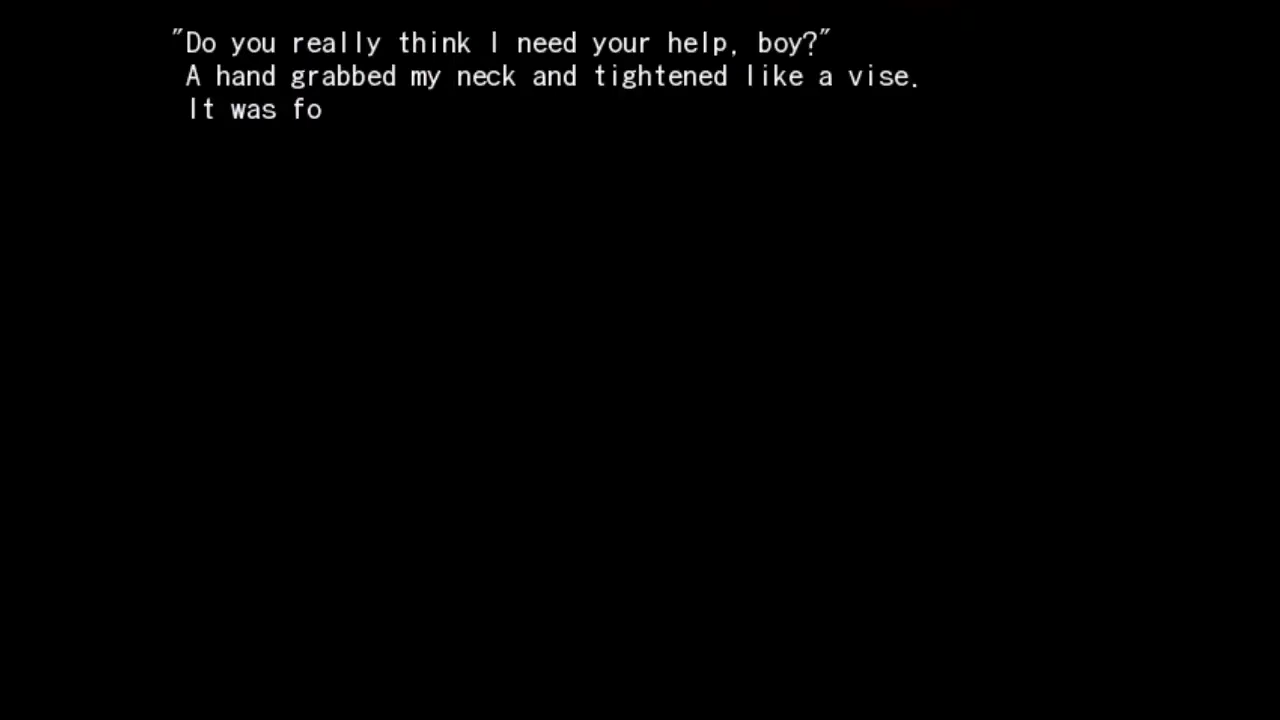 "Do you really think I need your help, boy?"
A hand grabbed my neck and tightened like a vise.
It was fo